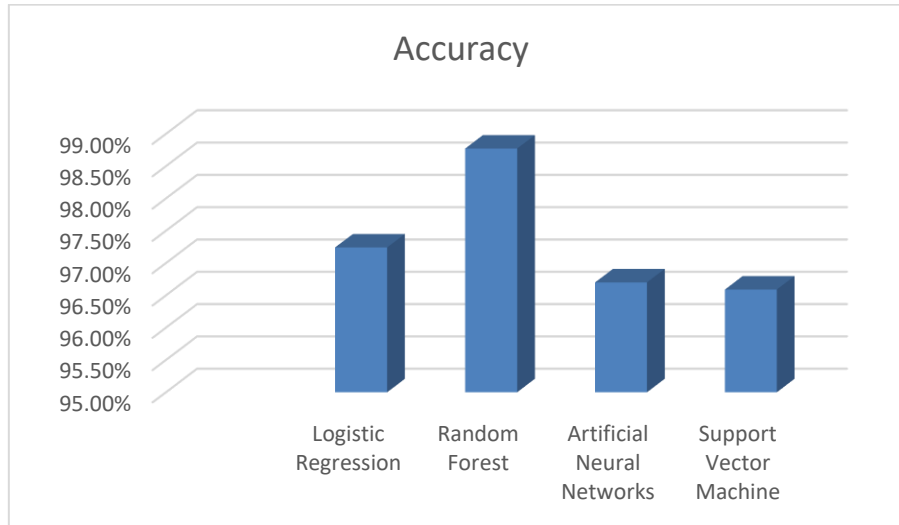 Accuracy
99.00%
98.50%
98.00%
97.50%
97.00%
96.50%
96.00%
95.50%
95.00%
Logistic
Regression
Random
Forest
Artificial
Neural
Networks
Support
Vector
Machine